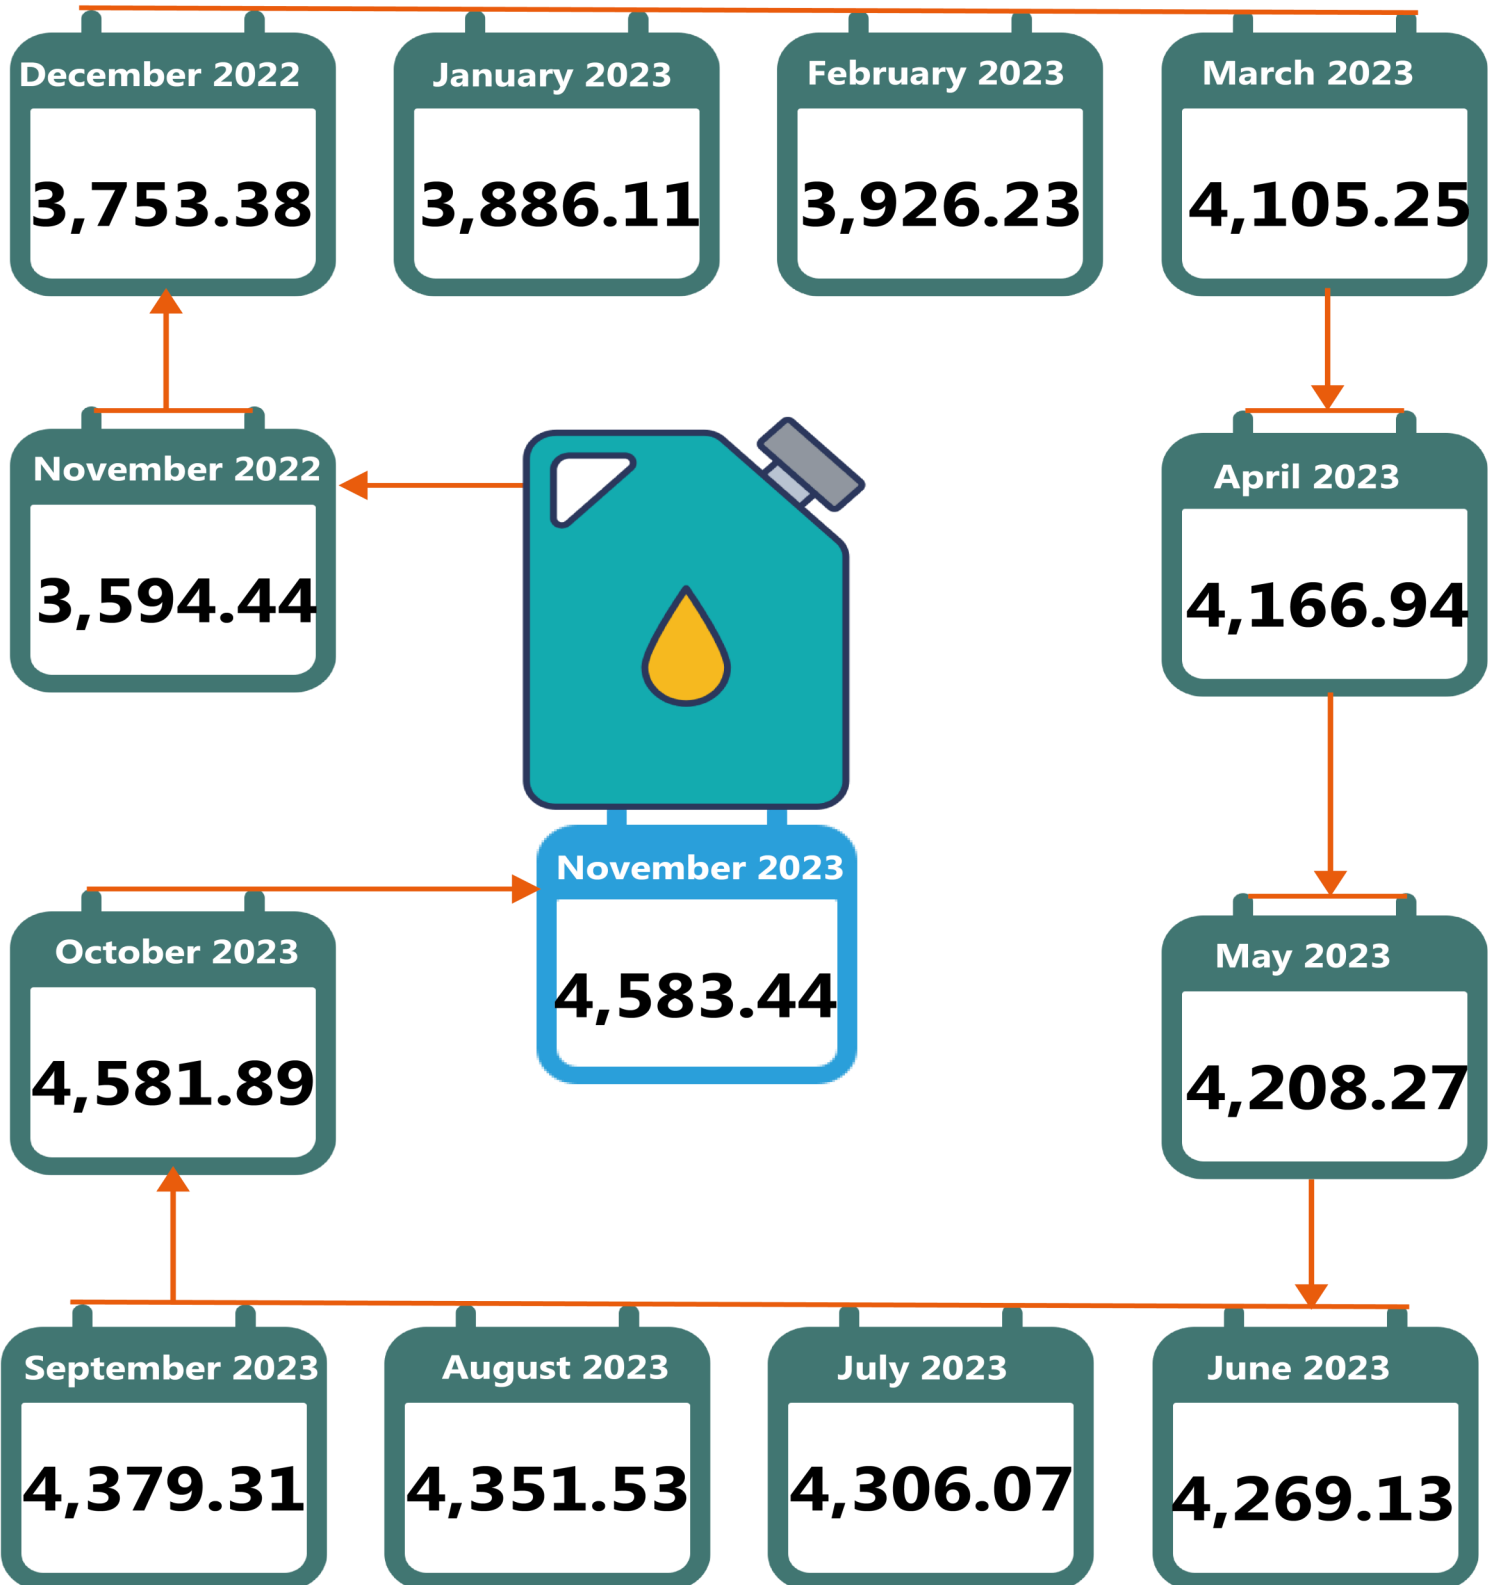 December 2022
3,753.38
January 2023
3,886.11
February 2023
3,926.23
March 2023
4,105.25
November 2022
3,594.44
April 2023
4,166.94
November 2023
4,583.44
October 2023
4,581.89
May 2023
4,208.27
September 2023
4,379.31
August 2023
4,351.53
July 2023
4,306.07
June 2023
4,269.13